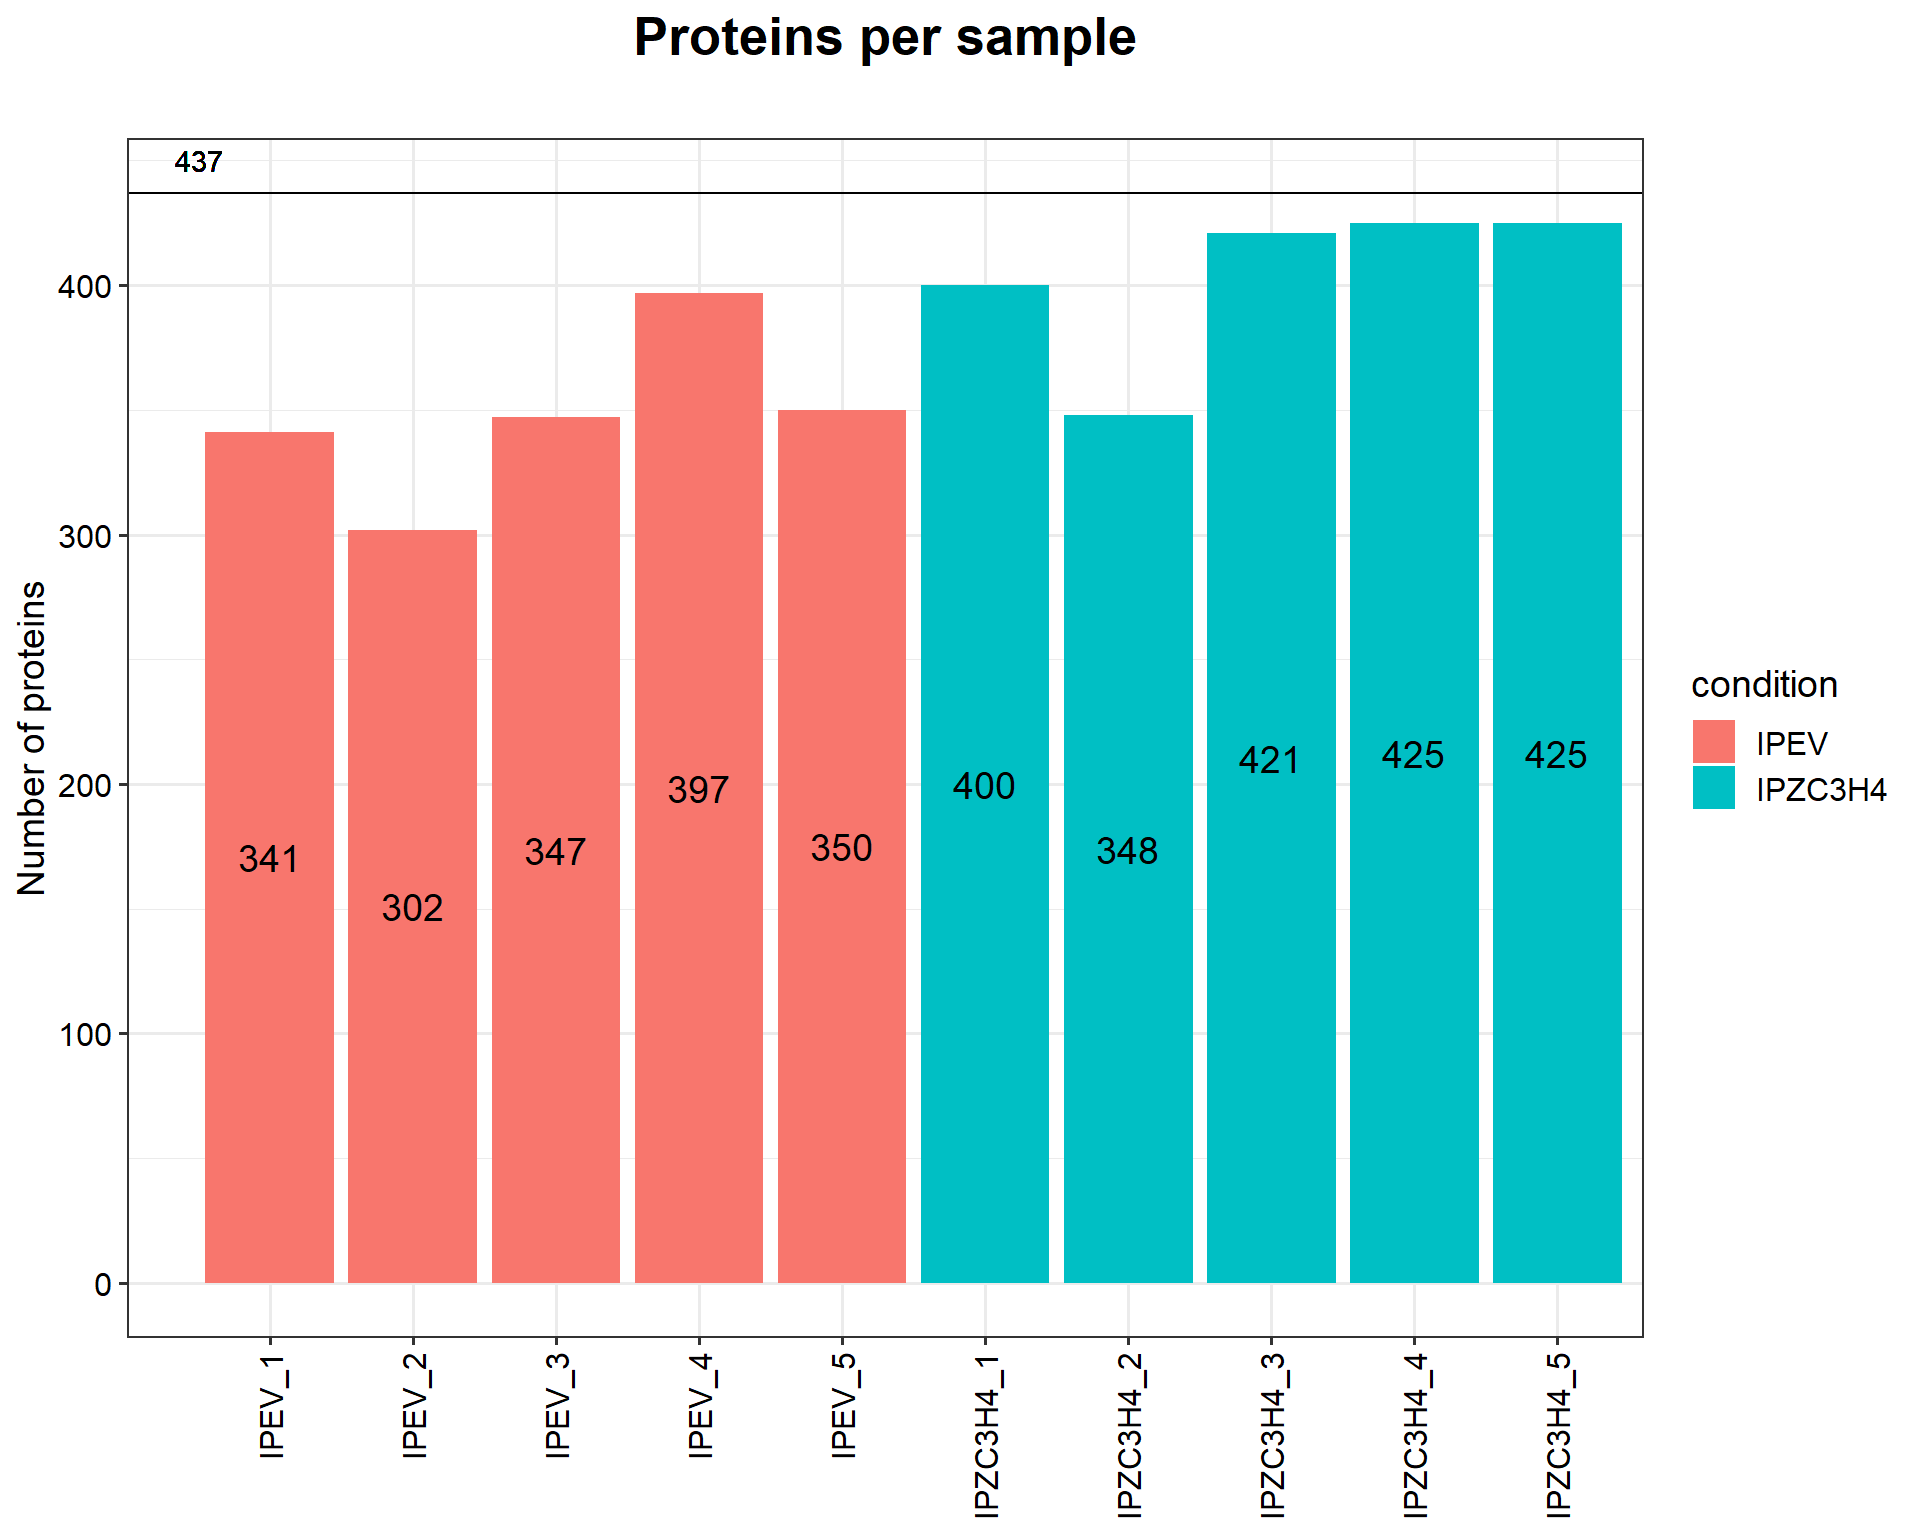 Proteins per sample
437
400
300
200
100
0
Number of proteins
341
302
347
397
350
400
348
421
425
425
IPEV_1
IPEV_2
IPEV_3
IPEV_4
IPEV_5
IPZC3H4_1
IPZC3H4_2
IPZC3H4_3
IPZC3H4_4
IPZC3H4_5
condition
IPEV
IPZC3H4